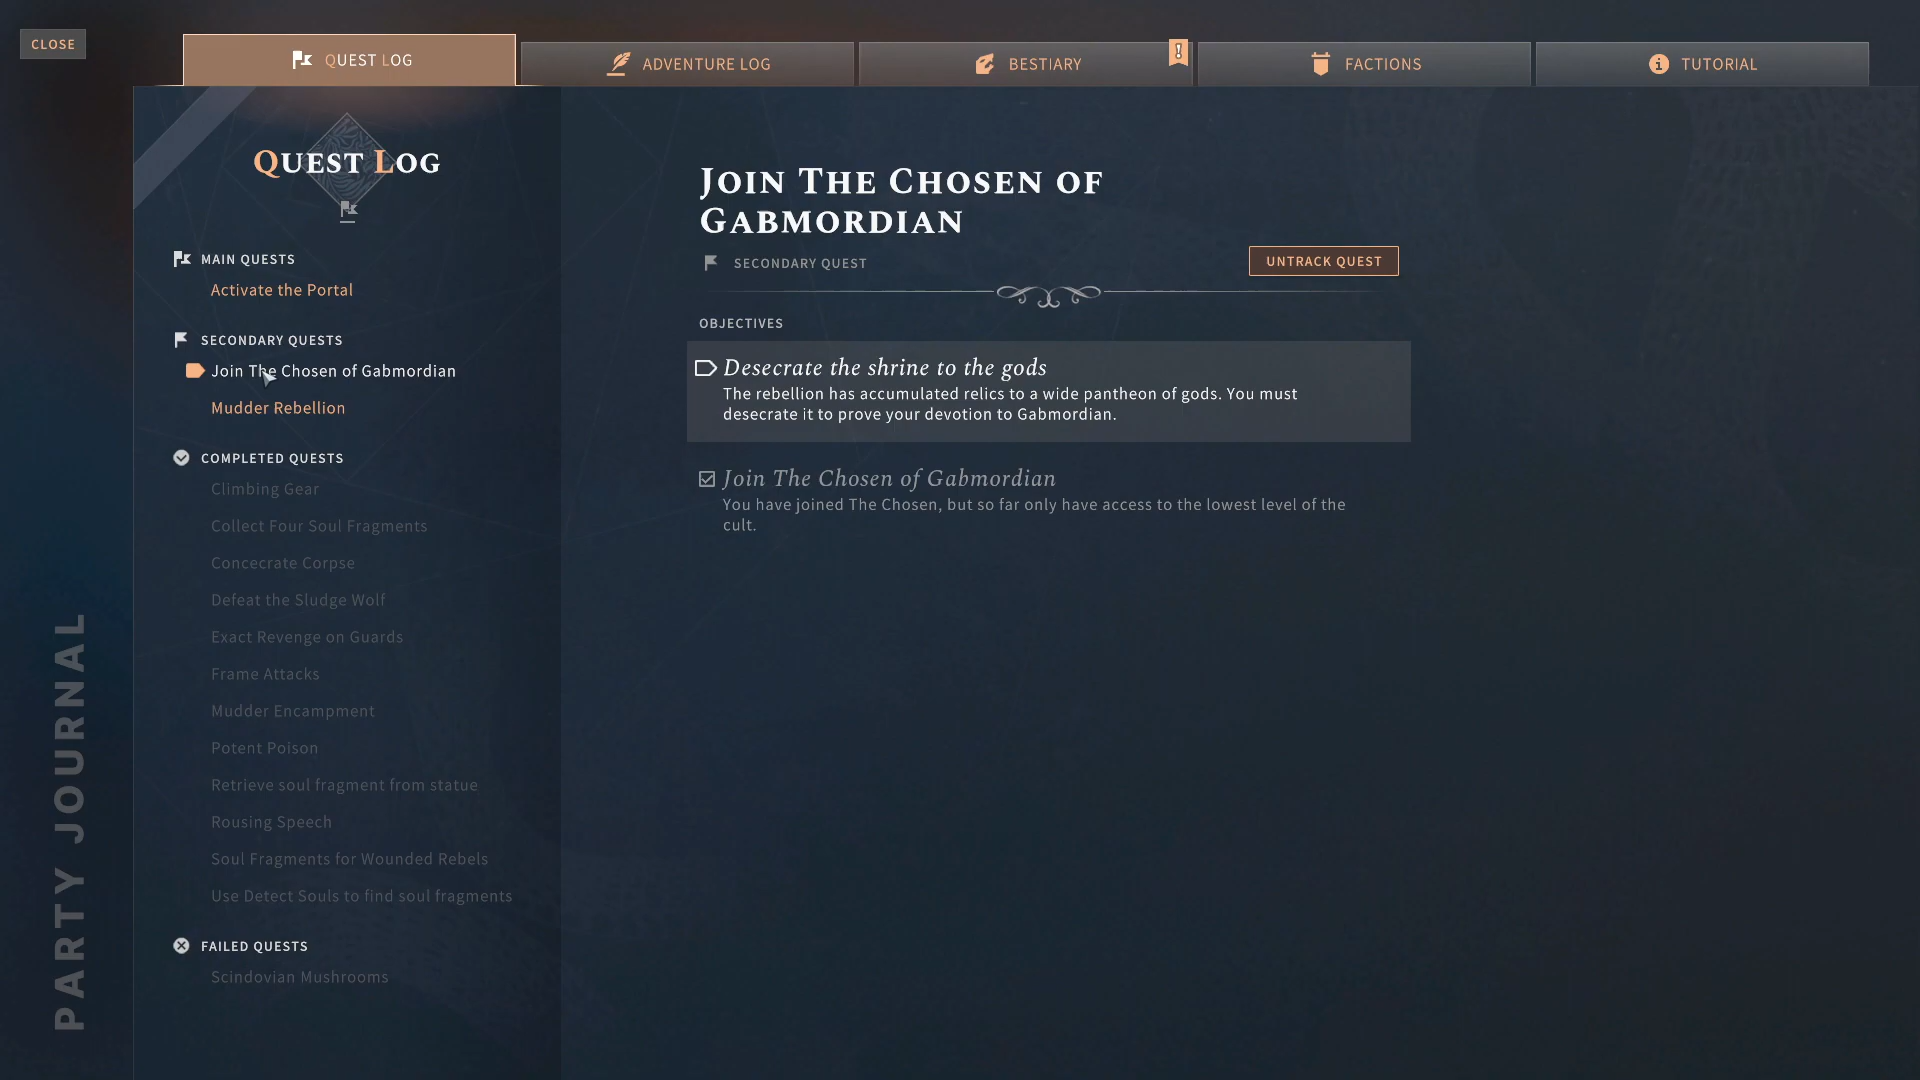 CLOSE
QUEST LOG
ADVENTURE LOG
BESTIARY
!
FACTIONS
TUTORIAL
QUEST LOG
MAIN QUESTS
Activate the Portal
SECONDARY QUESTS
Join The Chosen of Gabmordian
Mudder Rebellion
COMPLETED QUESTS
Climbing Gear
Collect Four Soul Fragments
Concecrate Corpse
Defeat the Sludge Wolf
Exact Revenge on Guards
Frame Attacks
Mudder Encampment
Potent Poison
Retrieve soul fragment from statue
Rousing Speech
Soul Fragments for Wounded Rebels
Use Detect Souls to find soul fragments
FAILED QUESTS
Scindovian Mushrooms
PARTY JOURNAL
JOIN THE CHOSEN OF
GABMORDIAN
SECONDARY QUEST
UNTRACK QUEST
OBJECTIVES
Desecrate the shrine to the gods
The rebellion has accumulated relics to a wide pantheon of gods. You must
desecrate it to prove your devotion to Gabmordian.
Join The Chosen of Gabmordian
You have joined The Chosen, but so far only have access to the lowest level of the
cult.